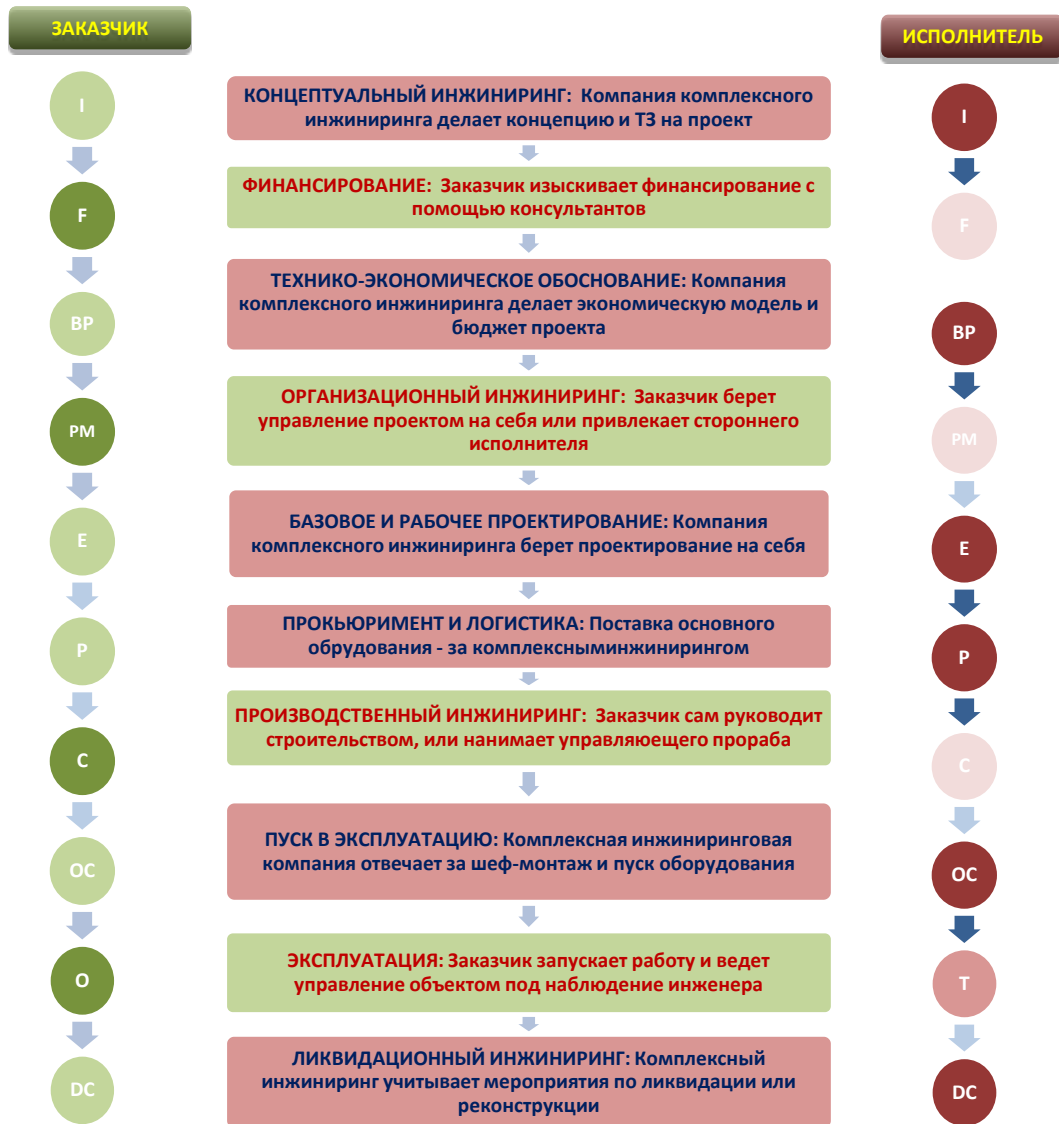 ЗАКАЗЧИК
ИСПОЛНИТЕЛЬ
I
КОНЦЕПТУАЛЬНЫЙ ИНЖИНИРИНГ: Компания комплексного
инжиниринга делает концепцию и ТЗ на проект
I
F
ФИНАНСИРОВАНИЕ: Заказчик изыскивает финансирование с
помощью консультантов
F
BP
ТЕХНИКО-ЭКОНОМИЧЕСКОЕ ОБОСНОВАНИЕ: Компания
комплексного инжиниринга делает экономическую модель и
бюджет проекта
BP
PM
ОРГАНИЗАЦИОННЫЙ ИНЖИНИРИНГ: Заказчик берет
управление проектом на себя или привлекает стороннего
исполнителя
PM
E
БАЗОВОЕ И РАБОЧЕЕ ПРОЕКТИРОВАНИЕ: Компания
комплексного инжиниринга берет проектирование на себя
E
P
ПРОКЬЮРИМЕНТ И ЛОГИСТИКА: Поставка основного
обрудования - за комплексныминжинирингом
P
C
ПРОИЗВОДСТВЕННЫЙ ИНЖИНИРИНГ: Заказчик сам руководит
строительством, или нанимает управляюещего прораба
C
OC
ПУСК В ЭКСПЛУАТАЦИЮ: Комплексная инжиниринговая
компания отвечает за шеф-монтаж и пуск оборудования
OC
O
ЭКСПЛУАТАЦИЯ: Заказчик запускает работу и ведет
управление объектом под наблюдение инженера
T
DC
ЛИКВИДАЦИОННЫЙ ИНЖИНИРИНГ: Комплексный
инжиниринг учитывает мероприятия по ликвидации или
реконструкции
DC